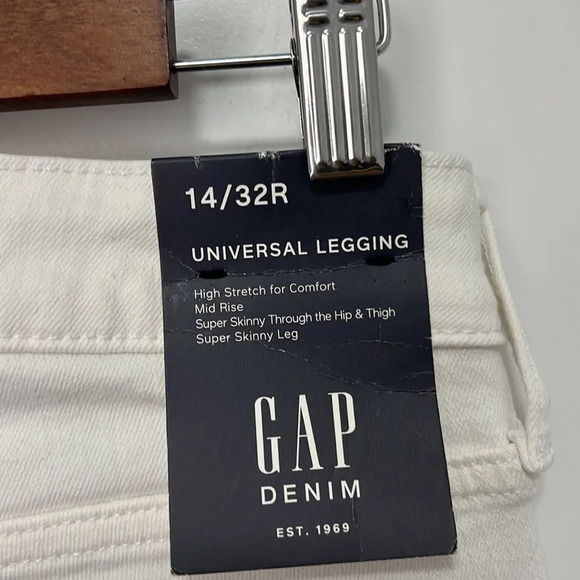 14/32R
UNIVERSAL LEGGING
High Stretch for Comfort
Mid Rise
Super Skinny Through the Hip & Thigh
Super Skinny Leg
GAP
DENIM
EST. 1969